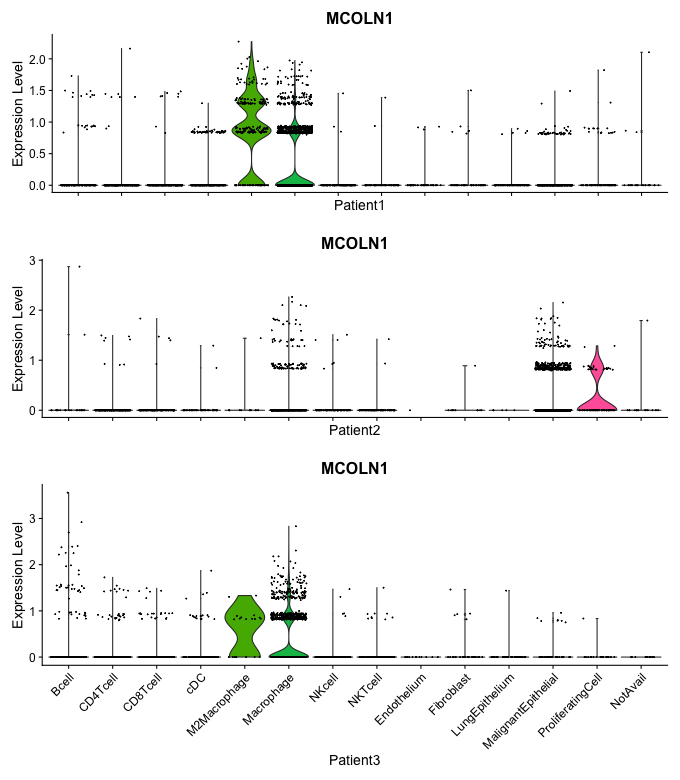 MCOLN1
Expression Level
2.0
1.5
1.0
0.5
0.0
Patient1
MCOLN1
Expression Level
3
2
1
0
Patient2
MCOLN1
Expression Level
3
2
1
0
Bcell
CD4Tcell
CD8Tcell
cDC
M2Macrophage
Macrophage
NKcell
NKTcell
Endothelium
Fibroblast
LungEpithelium
MalignantEpithelial
ProliferatingCell
NotAvail
Patient3